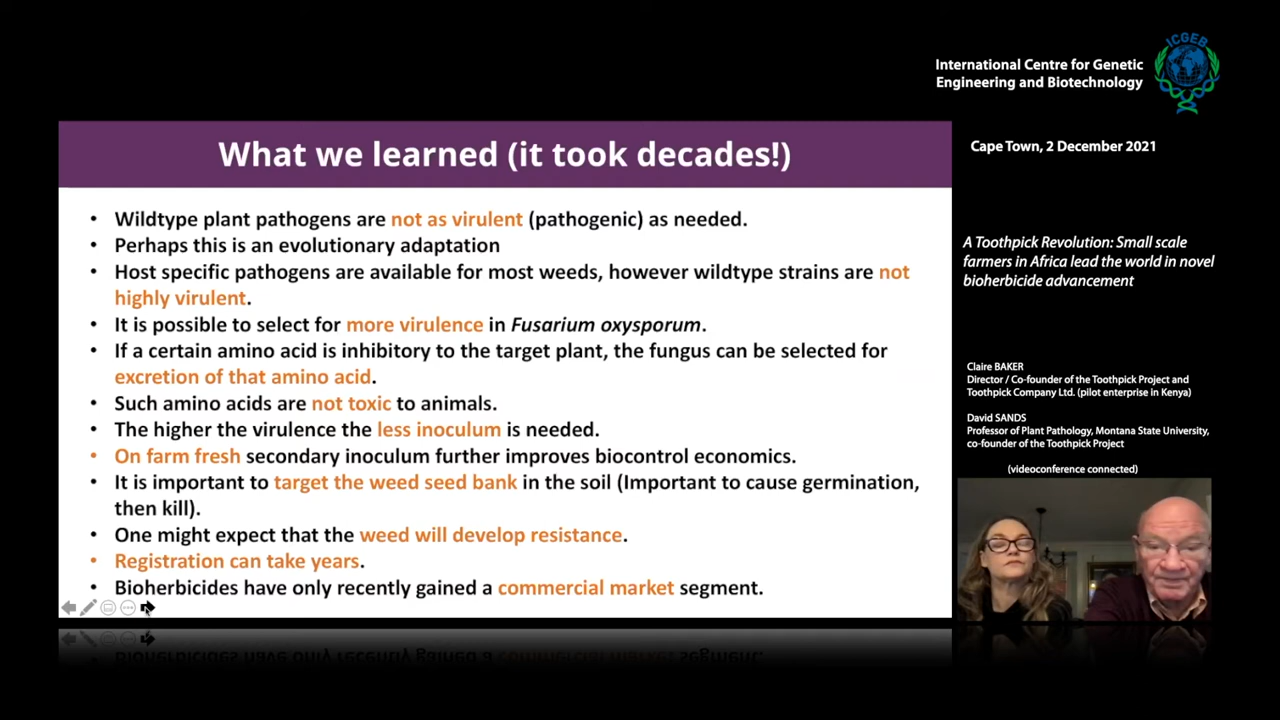 ICGEB
International Centre for Genetic
Engineering and Biotechnology
Cape Town, 2 December 2021
What we learned (it took decades!)
• Wildtype plant pathogens are not as virulent (pathogenic) as needed.
• Perhaps this is an evolutionary adaptation
• Host specific pathogens are available for most weeds, however wildtype strains are not
highly virulent.
• It is possible to select for more virulence in Fusarium oxysporum.
• If a certain amino acid is inhibitory to the target plant, the fungus can be selected for
excretion of that amino acid.
• Such amino acids are not toxic to animals.
• The higher the virulence the less inoculum is needed.
• On farm fresh secondary inoculum further improves biocontrol economics.
• It is important to target the weed seed bank in the soil (Important to cause germination,
then kill).
• One might expect that the weed will develop resistance.
• Registration can take years.
• Bioherbicides have only recently gained a commercial market segment.
A Toothpick Revolution: Small scale
farmers in Africa lead the world in novel
bioherbicide advancement
Claire BAKER
Director / Co-founder of the Toothpick Project and
Toothpick Company Ltd. (pilot enterprise in Kenya)
David SANDS
Professor of Plant Pathology, Montana State University,
co-founder of the Toothpick Project
(videoconference connected)